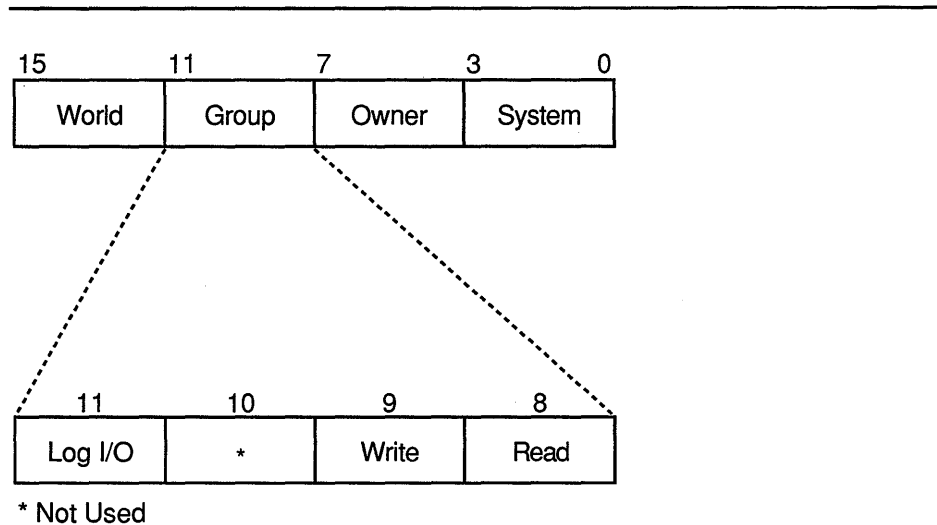 15 11 7 3 0
World Group Owner System
11 10 9 8
Log I/O * Write Read
* Not Used